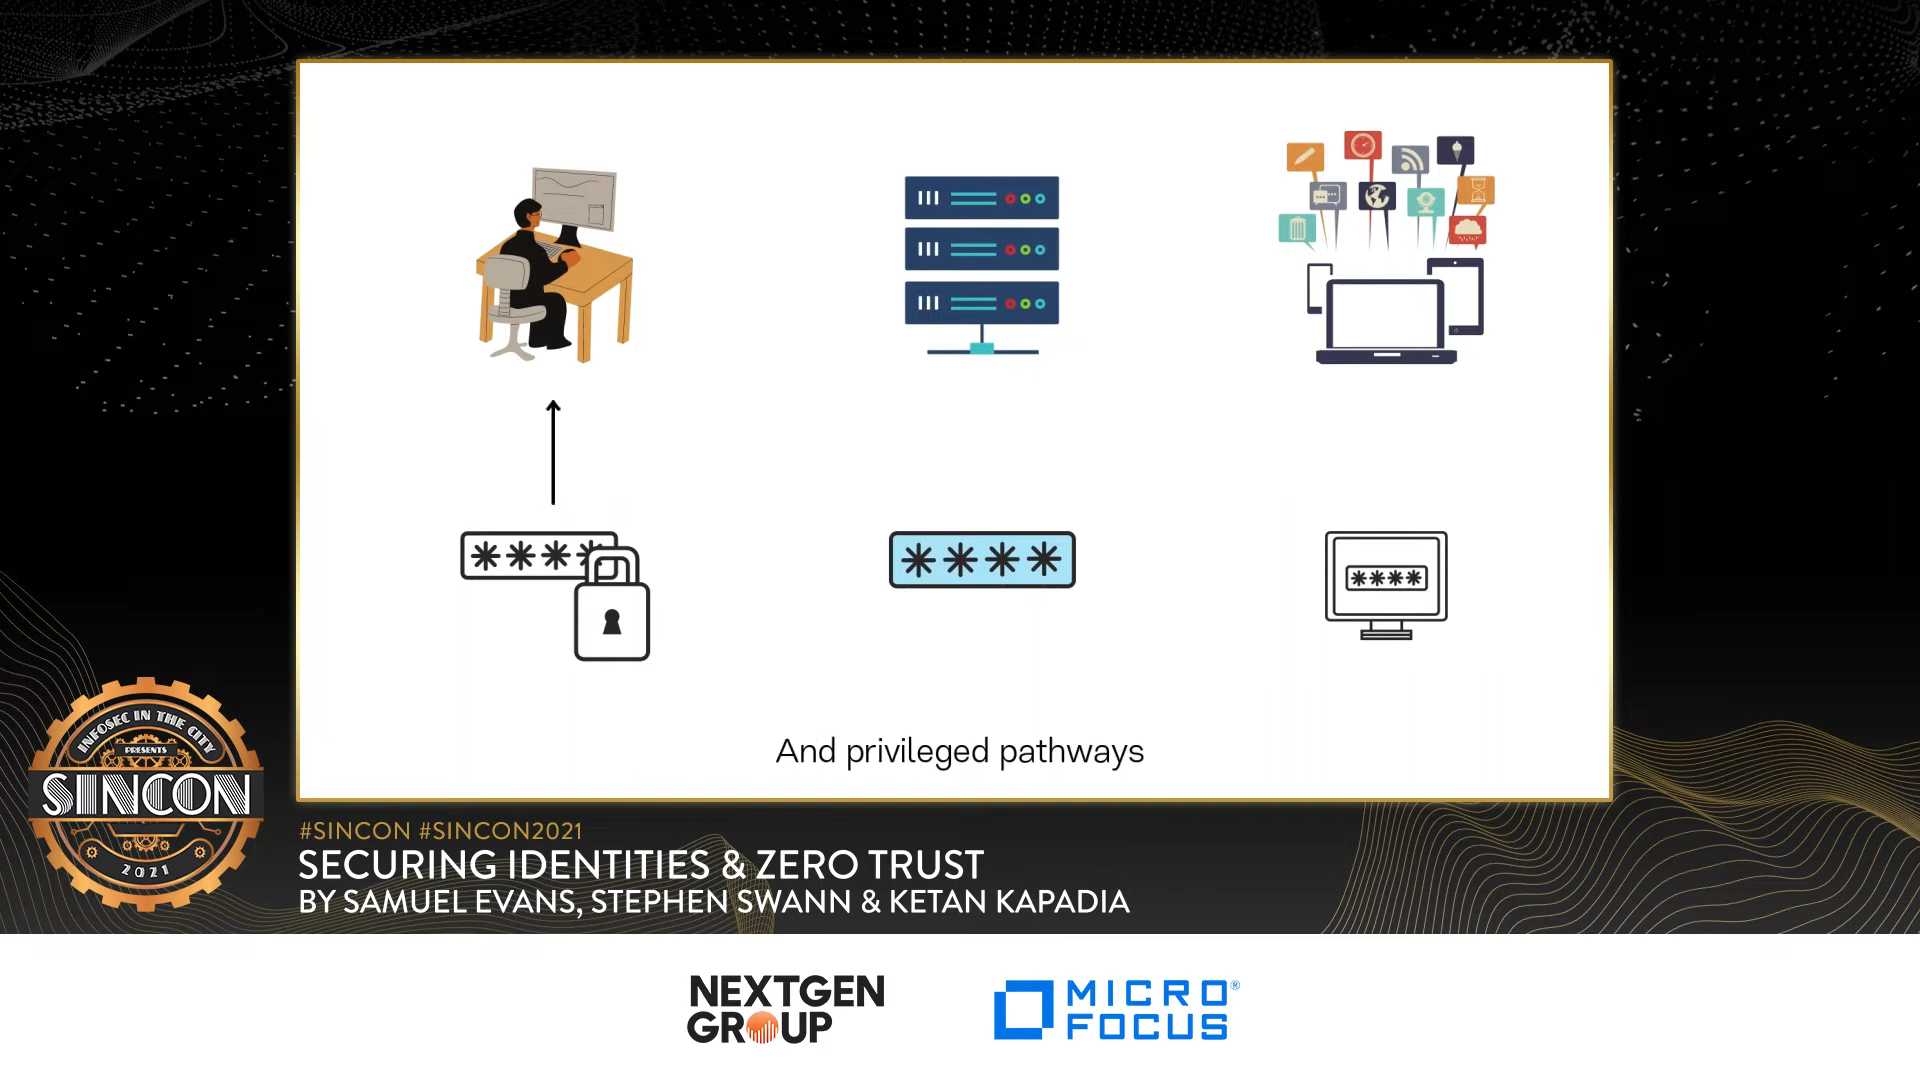 And privileged pathways
INFOSEC IN THE CITY
PRESENTS
SINCON
2021
#SINCON #SINCON2021
SECURING IDENTITIES & ZERO TRUST
BY SAMUEL EVANS, STEPHEN SWANN & KETAN KAPADIA
NEXTGEN
GROUP
MICRO
FOCUS®